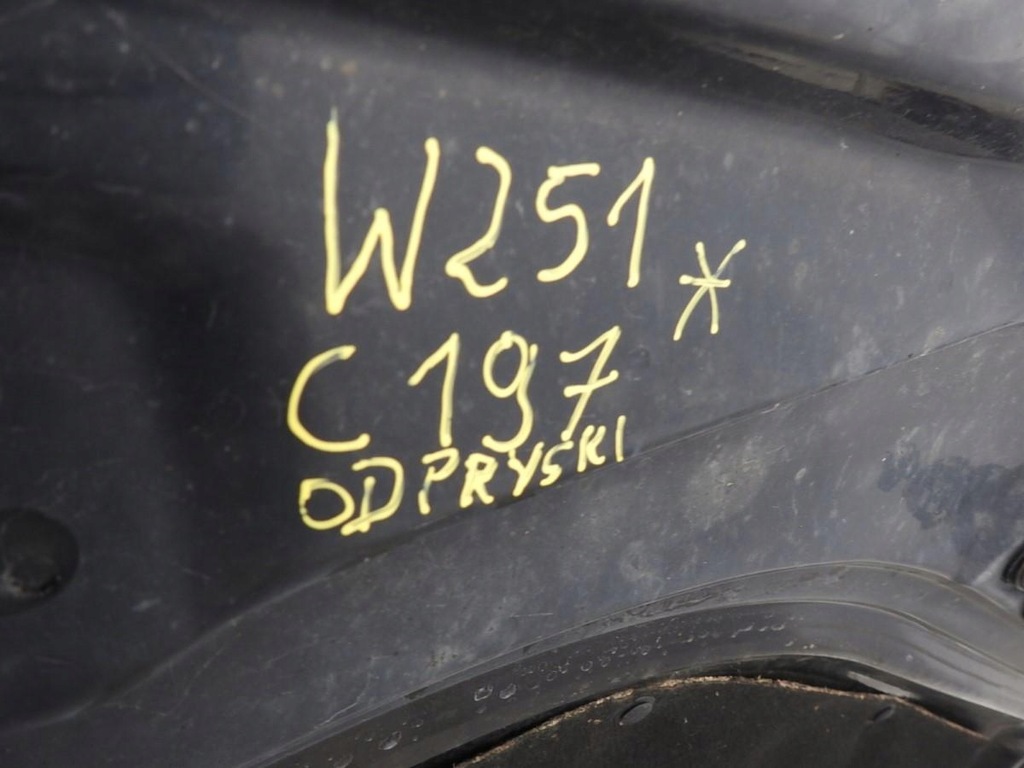 W251 *
C197
ODPRYSKI